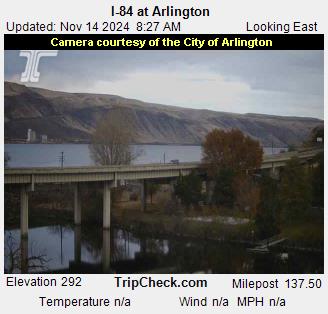 I-84 at Arlington
Updated: Nov 14 2024 8:27 AM Looking East
Camera courtesy of the City of Arlington
Elevation 292 TripCheck.com Milepost 137.50
Temperature n/a Wind n/a MPH n/a